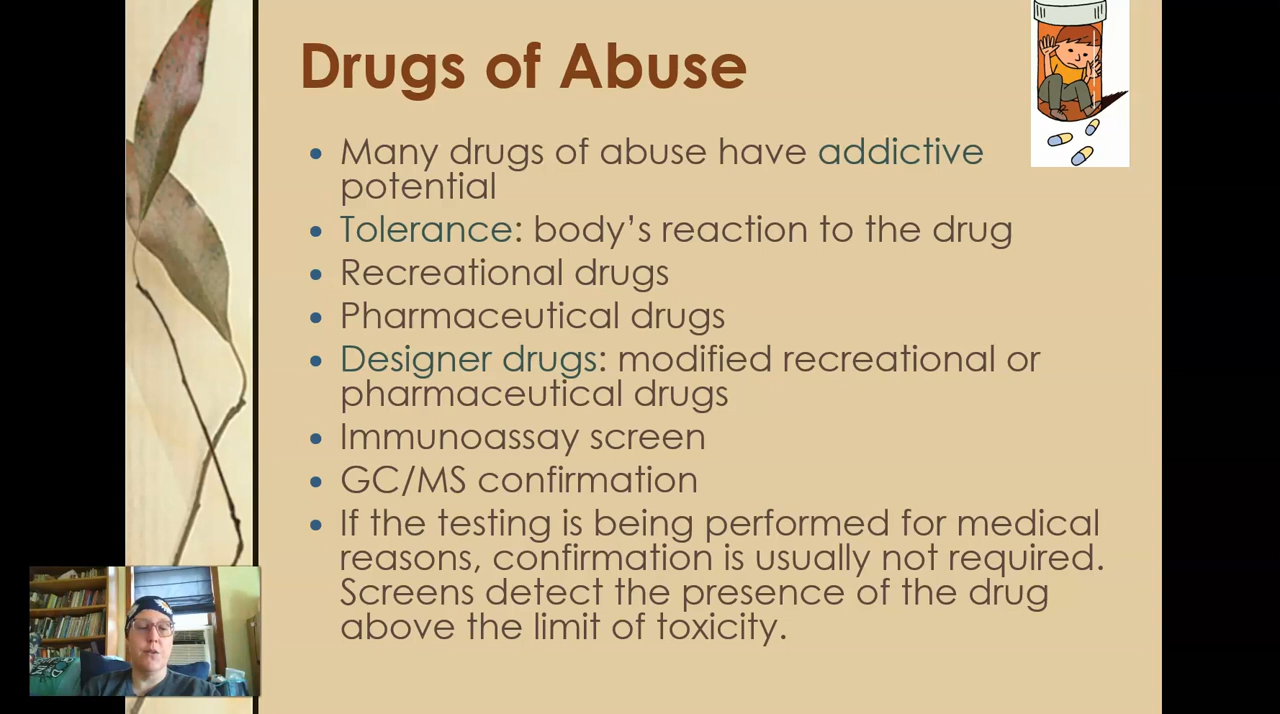 Drugs of Abuse
• Many drugs of abuse have addictive
potential
• Tolerance: body’s reaction to the drug
• Recreational drugs
• Pharmaceutical drugs
• Designer drugs: modified recreational or
pharmaceutical drugs
• Immunoassay screen
• GC/MS confirmation
• If the testing is being performed for medical
reasons, confirmation is usually not required.
Screens detect the presence of the drug
above the limit of toxicity.